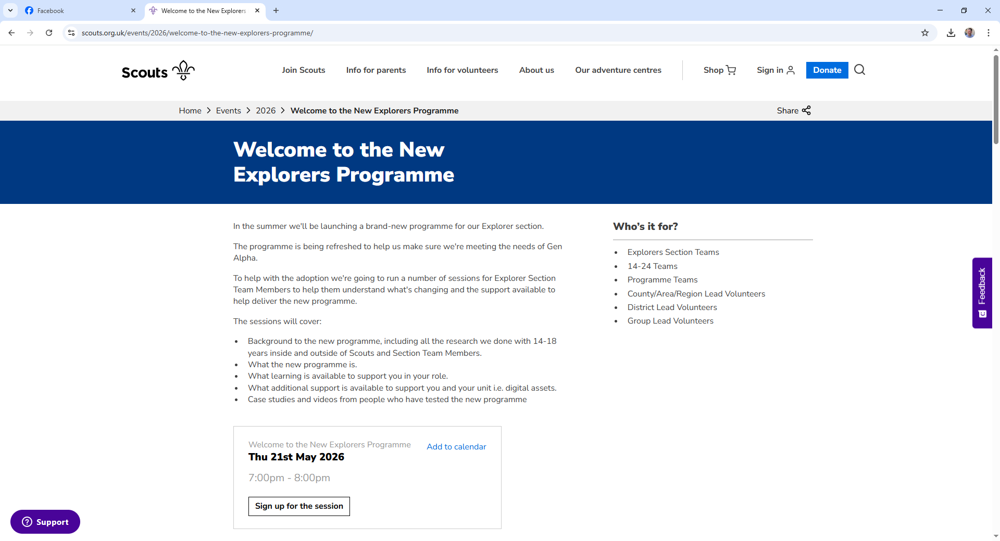 Facebook
Welcome to the New Explorers
scouts.org.uk/events/2026/welcome-to-the-new-explorers-programme/
Scouts
Join Scouts
Info for parents
Info for volunteers
About us
Our adventure centres
Shop
Sign in
Donate
Home > Events > 2026 > Welcome to the New Explorers Programme
Share
Welcome to the New
Explorers Programme
In the summer we'll be launching a brand-new programme for our Explorer section.
The programme is being refreshed to help us make sure we're meeting the needs of Gen
Alpha.
To help with the adoption we're going to run a number of sessions for Explorer Section
Team Members to help them understand what's changing and the support available to
help deliver the new programme.
The sessions will cover:
• Background to the new programme, including all the research we done with 14-18
years inside and outside of Scouts and Section Team Members.
• What the new programme is.
• What learning is available to support you in your role.
• What additional support is available to support you and your unit i.e. digital assets.
• Case studies and videos from people who have tested the new programme
Who's it for?
• Explorers Section Teams
• 14-24 Teams
• Programme Teams
• County/Area/Region Lead Volunteers
• District Lead Volunteers
• Group Lead Volunteers
Feedback
Welcome to the New Explorers Programme
Add to calendar
Thu 21st May 2026
7:00pm - 8:00pm
Sign up for the session
Support